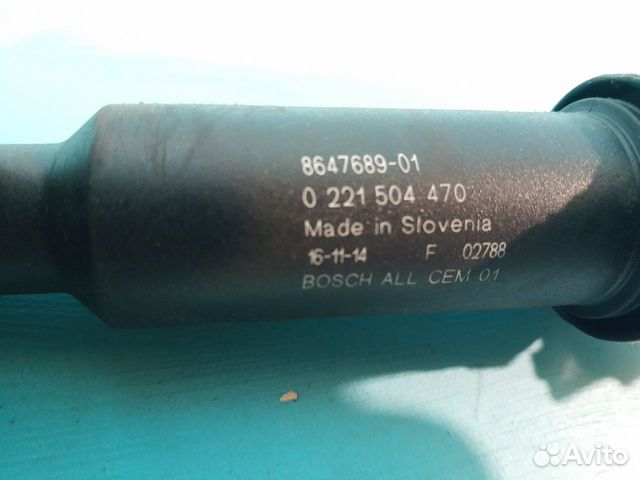 8647689-01
0 221 504 470
Made in Slovenia
16-11-14 F 02788
BOSCH ALL CEM 01
Avito